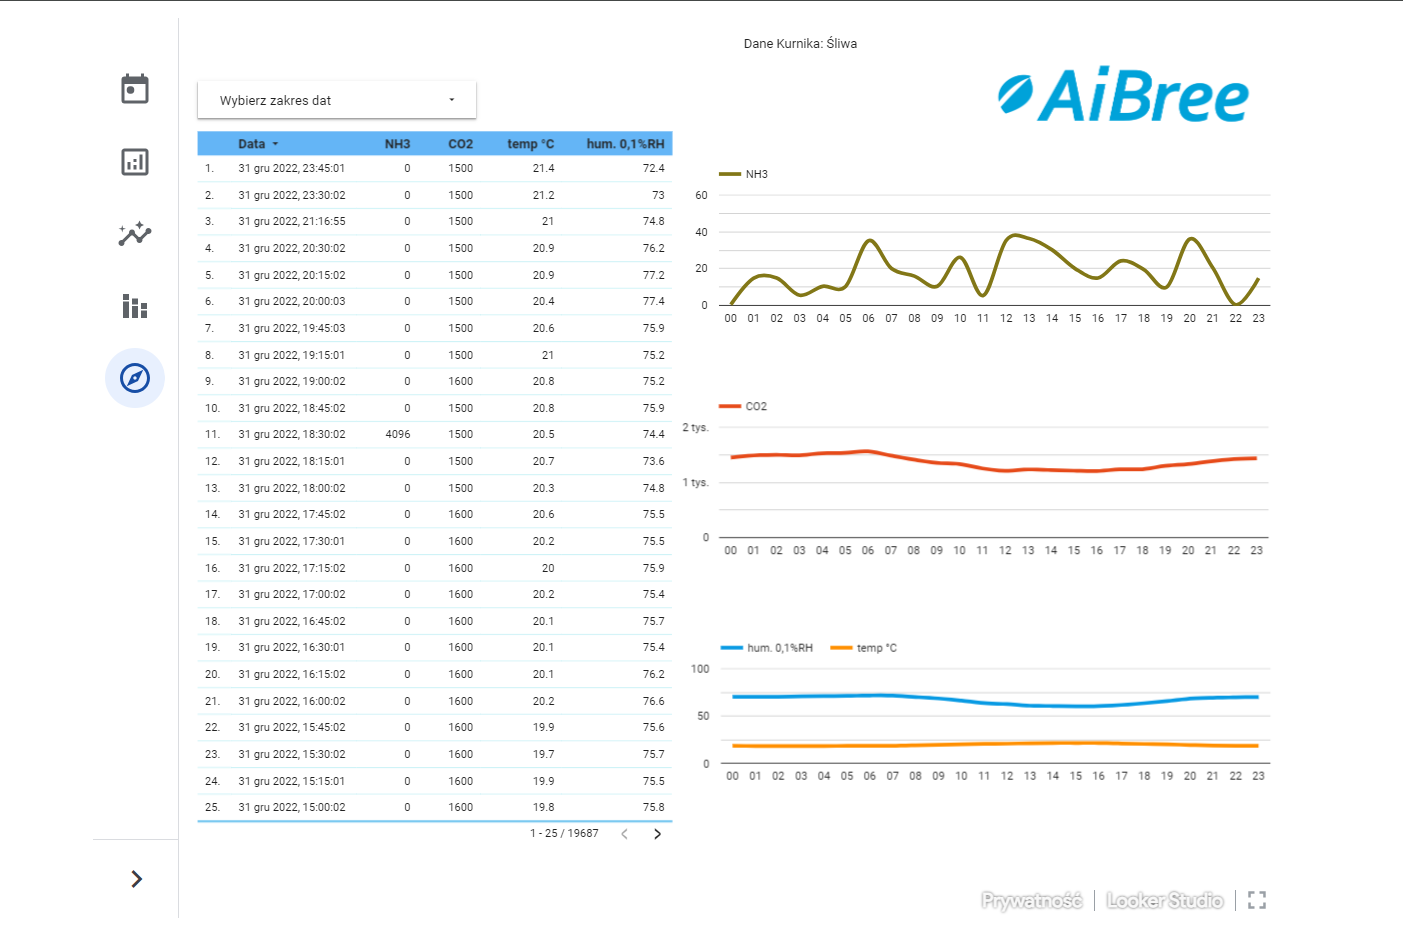 Dane Kurnika: Śliwa
AiBree
Wybierz zakres dat
Data NH3 CO2 temp °C hum. 0,1%RH
1. 31 gru 2022, 23:45:01 0 1500 21.4 72.4
2. 31 gru 2022, 23:30:02 0 1500 21.2 73
3. 31 gru 2022, 21:16:55 0 1500 21 74.8
4. 31 gru 2022, 20:30:02 0 1500 20.9 76.2
5. 31 gru 2022, 20:15:02 0 1500 20.9 77.2
6. 31 gru 2022, 20:00:03 0 1500 20.4 77.4
7. 31 gru 2022, 19:45:03 0 1500 20.6 75.9
8. 31 gru 2022, 19:15:01 0 1500 21 75.2
9. 31 gru 2022, 19:00:02 0 1600 20.8 75.2
10. 31 gru 2022, 18:45:02 0 1500 20.8 75.9
11. 31 gru 2022, 18:30:02 4096 1500 20.5 74.4
12. 31 gru 2022, 18:15:01 0 1500 20.7 73.6
13. 31 gru 2022, 18:00:02 0 1500 20.3 74.8
14. 31 gru 2022, 17:45:02 0 1600 20.6 75.5
15. 31 gru 2022, 17:30:01 0 1600 20.2 75.5
16. 31 gru 2022, 17:15:02 0 1600 20 75.9
17. 31 gru 2022, 17:00:02 0 1600 20.2 75.4
18. 31 gru 2022, 16:45:02 0 1600 20.1 75.7
19. 31 gru 2022, 16:30:01 0 1600 20.1 75.4
20. 31 gru 2022, 16:15:02 0 1600 20.1 76.2
21. 31 gru 2022, 16:00:02 0 1600 20.2 76.6
22. 31 gru 2022, 15:45:02 0 1600 19.9 75.6
23. 31 gru 2022, 15:30:02 0 1600 19.7 75.7
24. 31 gru 2022, 15:15:01 0 1600 19.9 75.5
25. 31 gru 2022, 15:00:02 0 1600 19.8 75.8
1 - 25 / 19687
NH3
60
40
20
0
00 01 02 03 04 05 06 07 08 09 10 11 12 13 14 15 16 17 18 19 20 21 22 23
CO2
2 tys.
1 tys.
0
00 01 02 03 04 05 06 07 08 09 10 11 12 13 14 15 16 17 18 19 20 21 22 23
hum. 0,1%RH temp °C
100
50
0
00 01 02 03 04 05 06 07 08 09 10 11 12 13 14 15 16 17 18 19 20 21 22 23
Prywatność Looker Studio